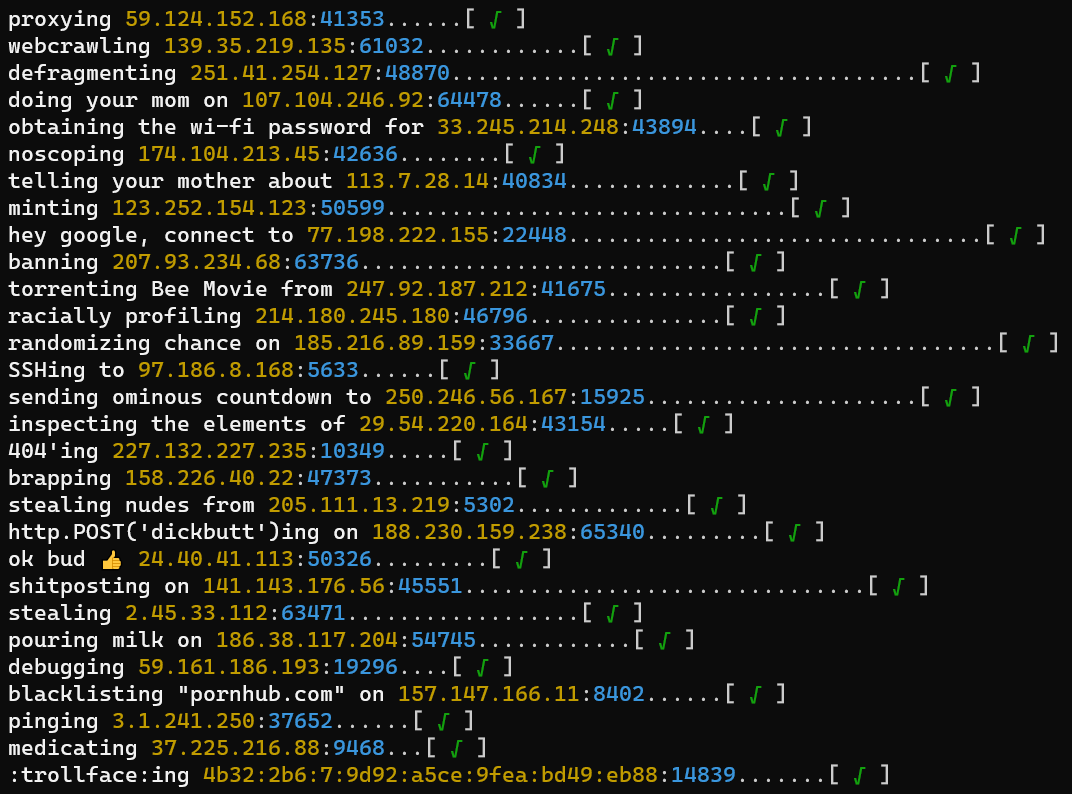 proxying 59.124.152.168:41353......[ √ ]
webcrawling 139.35.219.135:61032............[ √ ]
defragmenting 251.41.254.127:48870....................................[ √ ]
doing your mom on 107.104.246.92:64478......[ √ ]
obtaining the wi-fi password for 33.245.214.248:43894....[ √ ]
noscoping 174.104.213.45:42636........[ √ ]
telling your mother about 113.7.28.14:40834.............[ √ ]
minting 123.252.154.123:50599...............................[ √ ]
hey google, connect to 77.198.222.155:22448................................[ √ ]
banning 207.93.234.68:63736............................[ √ ]
torrenting Bee Movie from 247.92.187.212:41675.................[ √ ]
racially profiling 214.180.245.180:46796...............[ √ ]
randomizing chance on 185.216.89.159:33667..................................[ √ ]
SSHing to 97.186.8.168:5633......[ √ ]
sending ominous countdown to 250.246.56.167:15925.....................[ √ ]
inspecting the elements of 29.54.220.164:43154.....[ √ ]
404'ing 227.132.227.235:10349.....[ √ ]
brapping 158.226.40.22:47373...........[ √ ]
stealing nudes from 205.111.13.219:5302.............[ √ ]
http.POST('dickbutt')ing on 188.230.159.238:65340.........[ √ ]
ok bud 👍 24.40.41.113:50326.........[ √ ]
shitposting on 141.143.176.56:45551...............................[ √ ]
stealing 2.45.33.112:63471..................[ √ ]
pouring milk on 186.38.117.204:54745............[ √ ]
debugging 59.161.186.193:19296....[ √ ]
blacklisting "pornhub.com" on 157.147.166.11:8402......[ √ ]
pinging 3.1.241.250:37652......[ √ ]
medicating 37.225.216.88:9468...[ √ ]
:trollface:ing 4b32:2b6:7:9d92:a5ce:9fea:bd49:eb88:14839.......[ √ ]